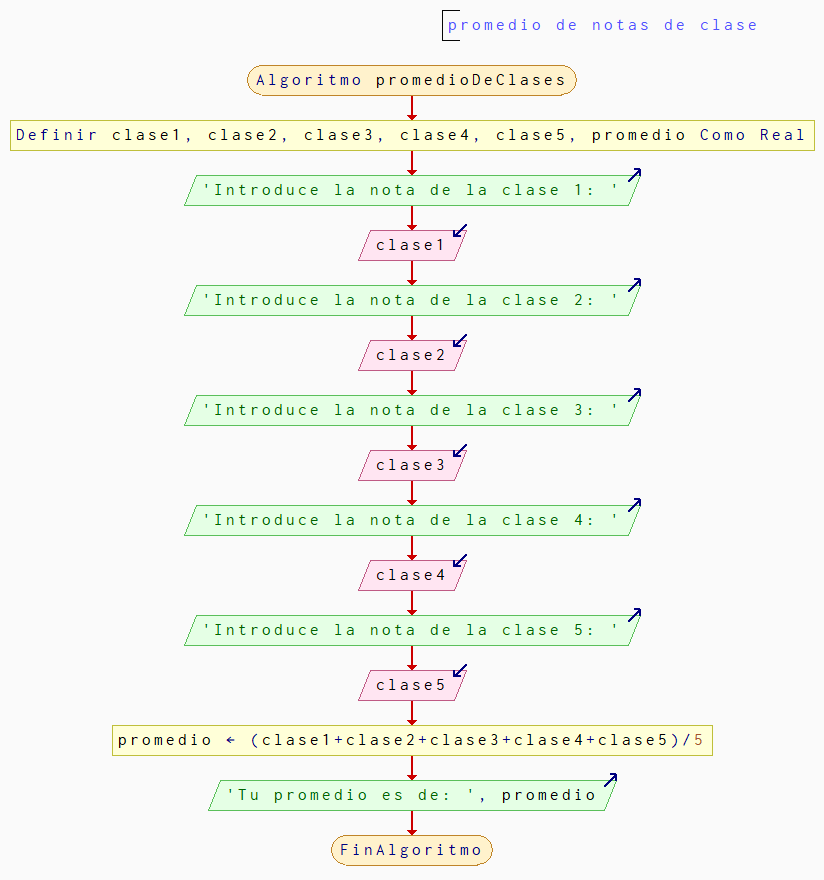 promedio de notas de clase
Algoritmo promedioDeClases
Definir clase1, clase2, clase3, clase4, clase5, promedio Como Real
'Introduce la nota de la clase 1: '
clase1
'Introduce la nota de la clase 2: '
clase2
'Introduce la nota de la clase 3: '
clase3
'Introduce la nota de la clase 4: '
clase4
'Introduce la nota de la clase 5: '
clase5
promedio ← (clase1+clase2+clase3+clase4+clase5)/5
'Tu promedio es de: ', promedio
FinAlgoritmo